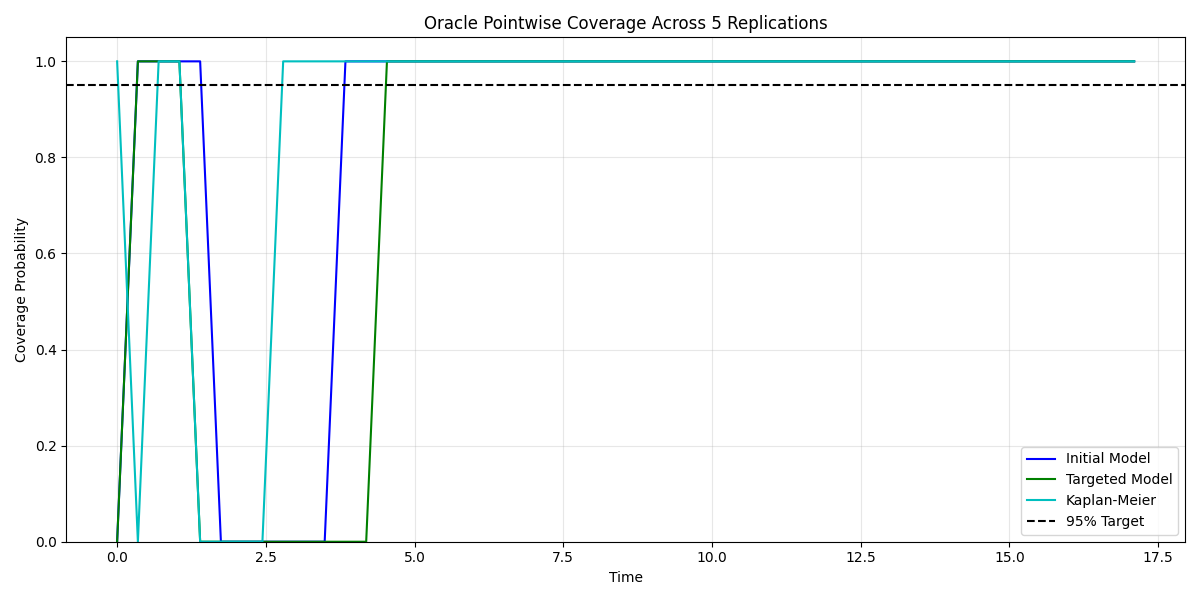 Oracle Pointwise Coverage Across 5 Replications
Coverage Probability
1.0
0.8
0.6
0.4
0.2
0.0
0.0 2.5 5.0 7.5 10.0 12.5 15.0 17.5
Time
Initial Model
Targeted Model
Kaplan-Meier
95% Target